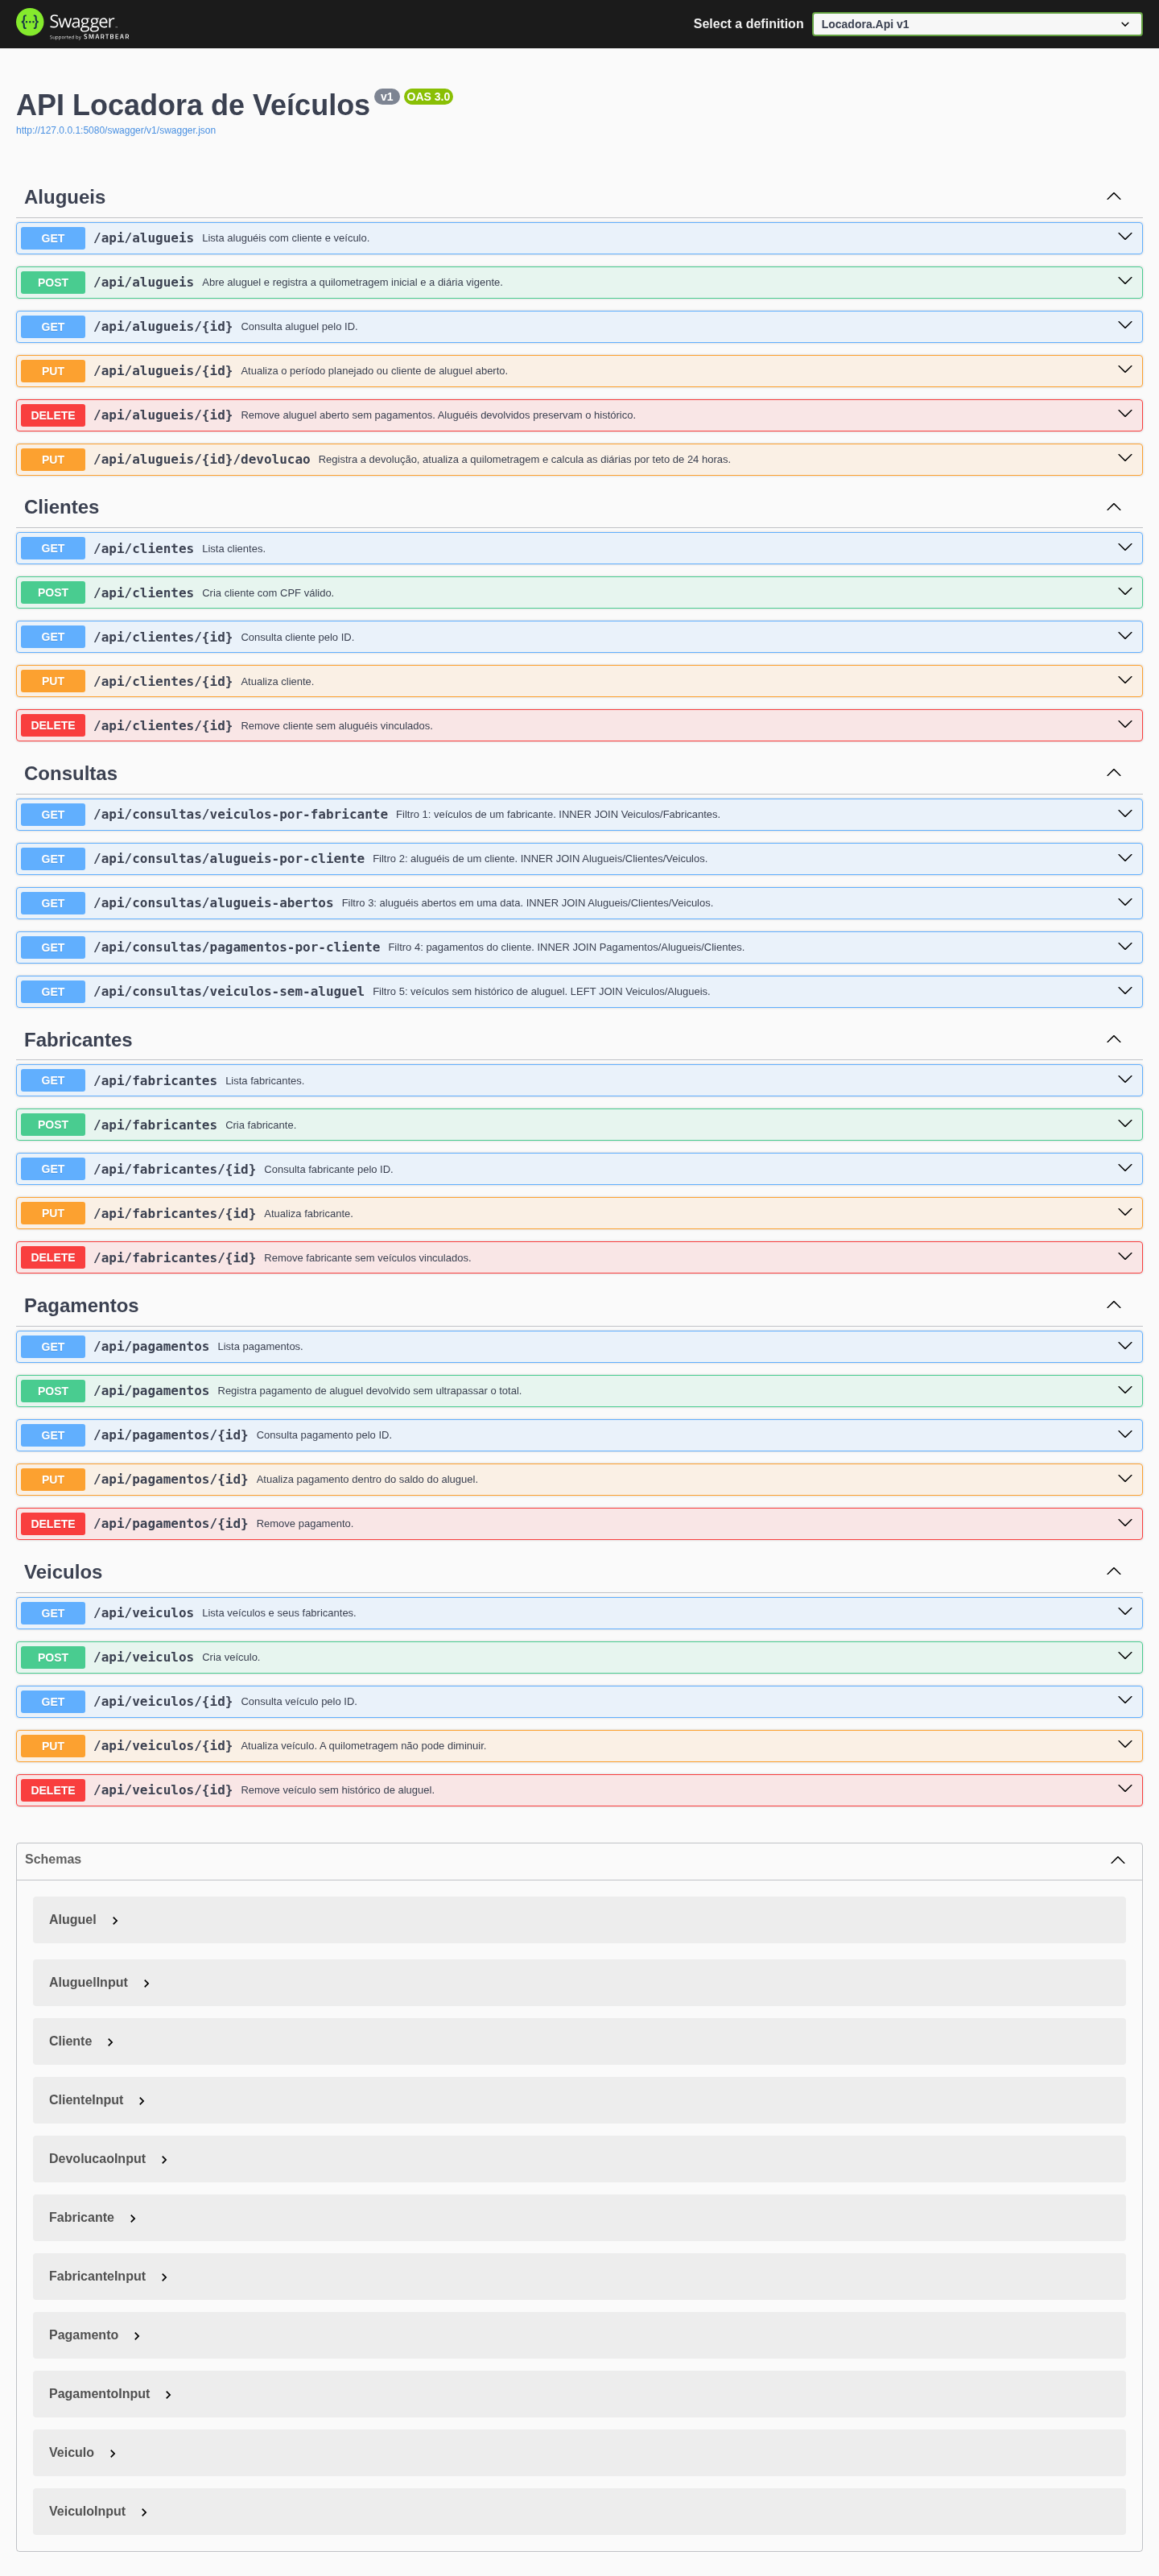 Swagger
Supported by SMARTBEAR
Select a definition
Locadora.Api v1
API Locadora de Veículos v1 OAS 3.0
http://127.0.0.1:5080/swagger/v1/swagger.json
Alugueis
GET /api/alugueis Lista aluguéis com cliente e veículo.
POST /api/alugueis Abre aluguel e registra a quilometragem inicial e a diária vigente.
GET /api/alugueis/{id} Consulta aluguel pelo ID.
PUT /api/alugueis/{id} Atualiza o período planejado ou cliente de aluguel aberto.
DELETE /api/alugueis/{id} Remove aluguel aberto sem pagamentos. Aluguéis devolvidos preservam o histórico.
PUT /api/alugueis/{id}/devolucao Registra a devolução, atualiza a quilometragem e calcula as diárias por teto de 24 horas.
Clientes
GET /api/clientes Lista clientes.
POST /api/clientes Cria cliente com CPF válido.
GET /api/clientes/{id} Consulta cliente pelo ID.
PUT /api/clientes/{id} Atualiza cliente.
DELETE /api/clientes/{id} Remove cliente sem aluguéis vinculados.
Consultas
GET /api/consultas/veiculos-por-fabricante Filtro 1: veículos de um fabricante. INNER JOIN Veiculos/Fabricantes.
GET /api/consultas/alugueis-por-cliente Filtro 2: aluguéis de um cliente. INNER JOIN Alugueis/Clientes/Veiculos.
GET /api/consultas/alugueis-abertos Filtro 3: aluguéis abertos em uma data. INNER JOIN Alugueis/Clientes/Veiculos.
GET /api/consultas/pagamentos-por-cliente Filtro 4: pagamentos do cliente. INNER JOIN Pagamentos/Alugueis/Clientes.
GET /api/consultas/veiculos-sem-aluguel Filtro 5: veículos sem histórico de aluguel. LEFT JOIN Veiculos/Alugueis.
Fabricantes
GET /api/fabricantes Lista fabricantes.
POST /api/fabricantes Cria fabricante.
GET /api/fabricantes/{id} Consulta fabricante pelo ID.
PUT /api/fabricantes/{id} Atualiza fabricante.
DELETE /api/fabricantes/{id} Remove fabricante sem veículos vinculados.
Pagamentos
GET /api/pagamentos Lista pagamentos.
POST /api/pagamentos Registra pagamento de aluguel devolvido sem ultrapassar o total.
GET /api/pagamentos/{id} Consulta pagamento pelo ID.
PUT /api/pagamentos/{id} Atualiza pagamento dentro do saldo do aluguel.
DELETE /api/pagamentos/{id} Remove pagamento.
Veiculos
GET /api/veiculos Lista veículos e seus fabricantes.
POST /api/veiculos Cria veículo.
GET /api/veiculos/{id} Consulta veículo pelo ID.
PUT /api/veiculos/{id} Atualiza veículo. A quilometragem não pode diminuir.
DELETE /api/veiculos/{id} Remove veículo sem histórico de aluguel.
Schemas
Aluguel
AluguelInput
Cliente
ClienteInput
DevolucaoInput
Fabricante
FabricanteInput
Pagamento
PagamentoInput
Veiculo
VeiculoInput